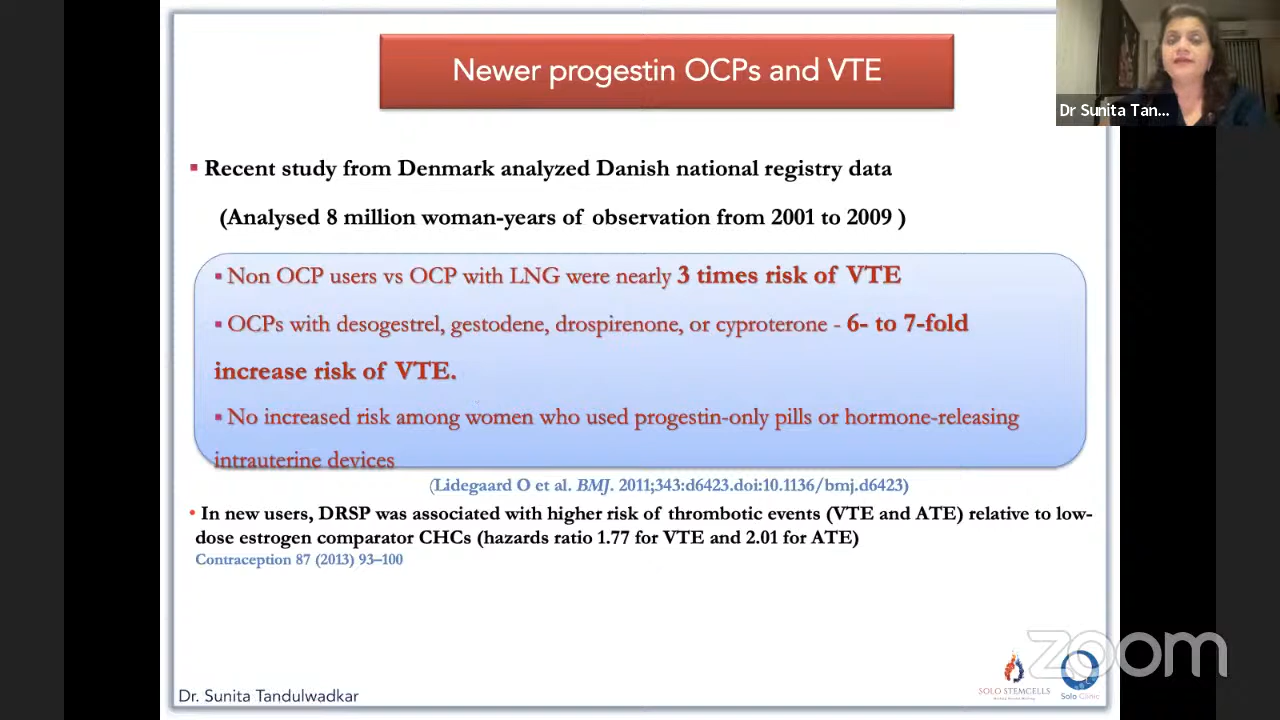 Newer progestin OCPs and VTE
Dr Sunita Tan...
▪ Recent study from Denmark analyzed Danish national registry data
(Analysed 8 million woman-years of observation from 2001 to 2009 )
▪ Non OCP users vs OCP with LNG were nearly 3 times risk of VTE
▪ OCPs with desogestrel, gestodene, drospirenone, or cyproterone - 6- to 7-fold
increase risk of VTE.
▪ No increased risk among women who used progestin-only pills or hormone-releasing
intrauterine devices
(Lidegaard O et al. BMJ. 2011;343:d6423.doi:10.1136/bmj.d6423)
• In new users, DRSP was associated with higher risk of thrombotic events (VTE and ATE) relative to low-
dose estrogen comparator CHCs (hazards ratio 1.77 for VTE and 2.01 for ATE)
Contraception 87 (2013) 93–100
zoom
SOLO STEMCELLS
Solo Clinic
Dr. Sunita Tandulwadkar